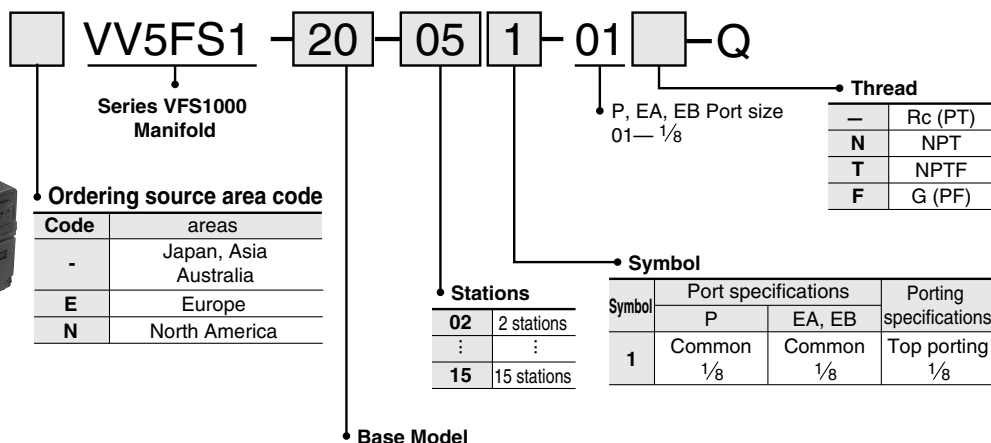 VV5FS1 - 20 - 05 1 - 01 - Q
Series VFS1000
Manifold
P, EA, EB Port size
01— 1⁄8
Thread
— Rc (PT)
N NPT
T NPTF
F G (PF)
Ordering source area code
Code areas
- Japan, Asia
Australia
E Europe
N North America
Stations
02 2 stations
⋮ ⋮
15 15 stations
Symbol
Symbol Port specifications Porting specifications
P EA, EB
1 Common 1⁄8 Common 1⁄8 Top porting 1⁄8
Base Model